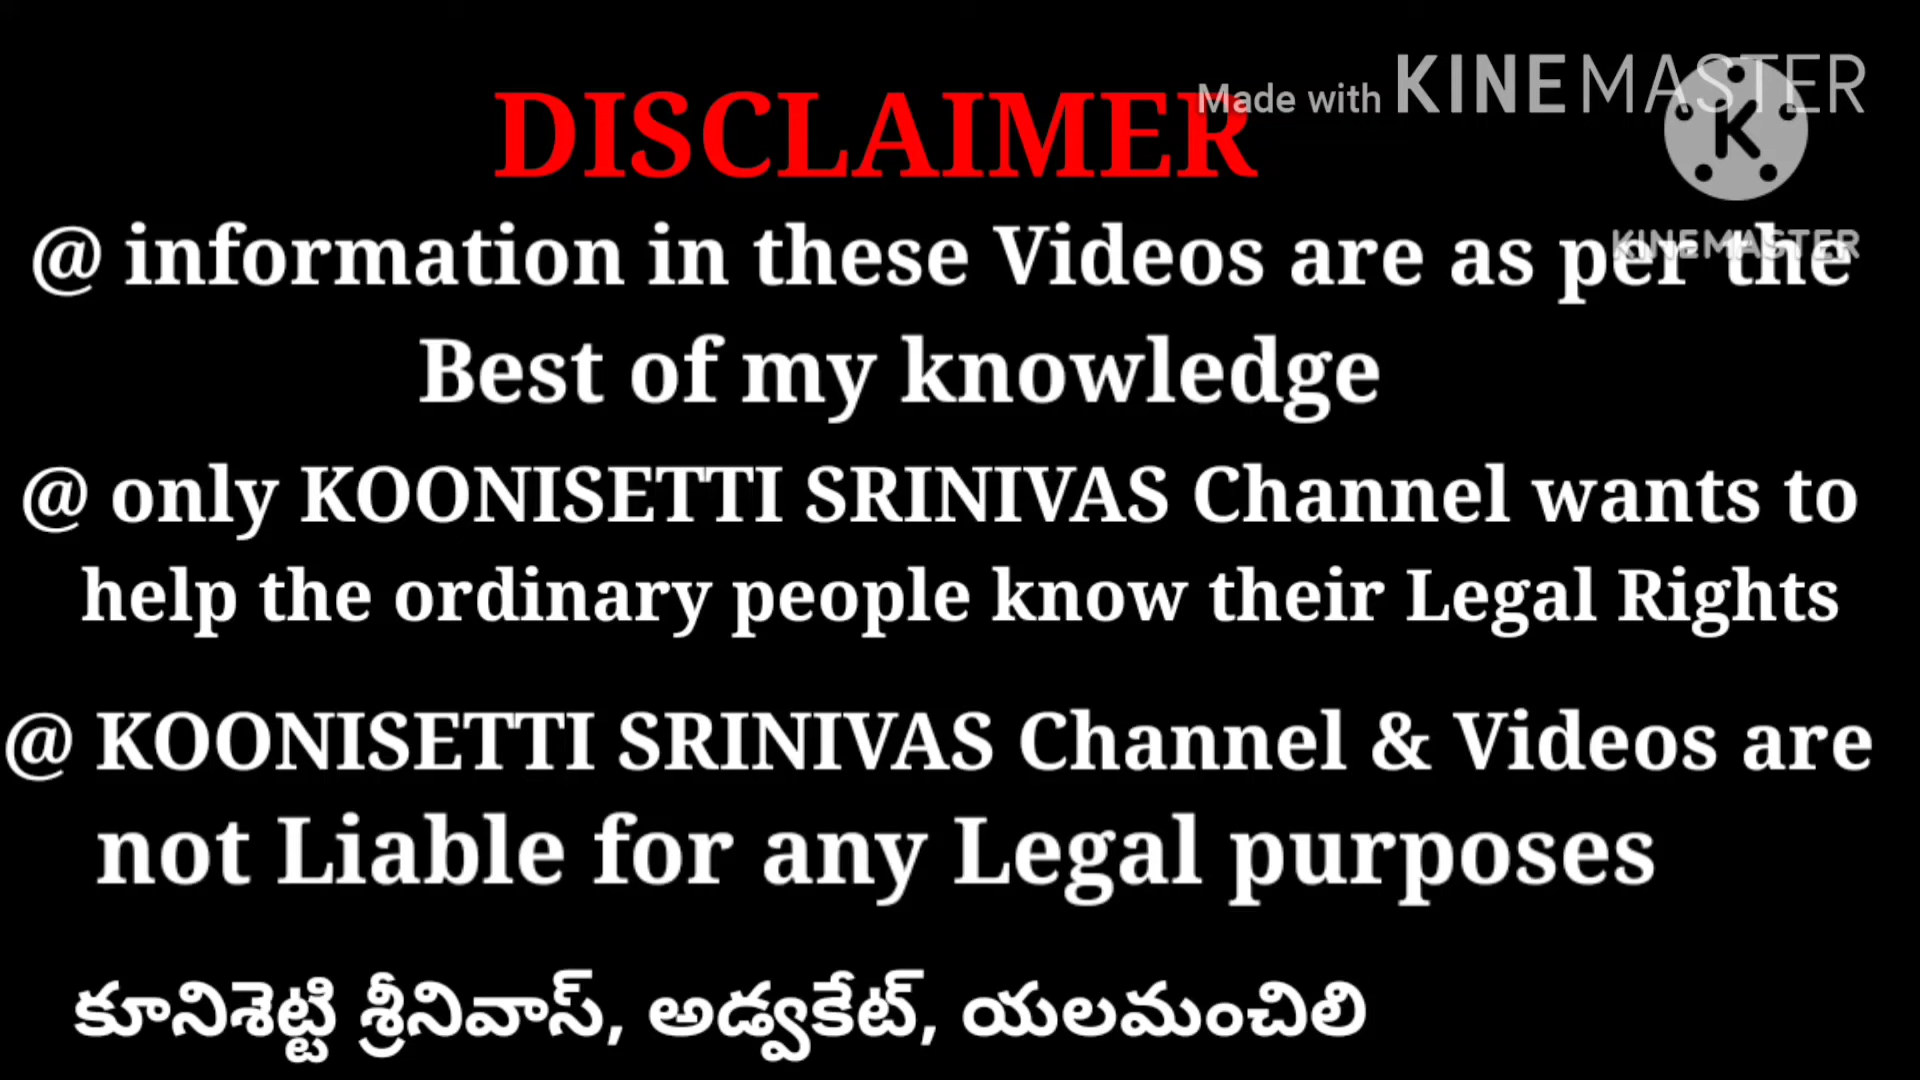 Made with KINEMASTER
DISCLAIMER
K
KINEMASTER
@ information in these Videos are as per the
Best of my knowledge
@ only KOONISETTI SRINIVAS Channel wants to
help the ordinary people know their Legal Rights
@ KOONISETTI SRINIVAS Channel & Videos are
not Liable for any Legal purposes
కూనిశెట్టి శ్రీనివాస్, అడ్వకేట్, యలమంచిలి